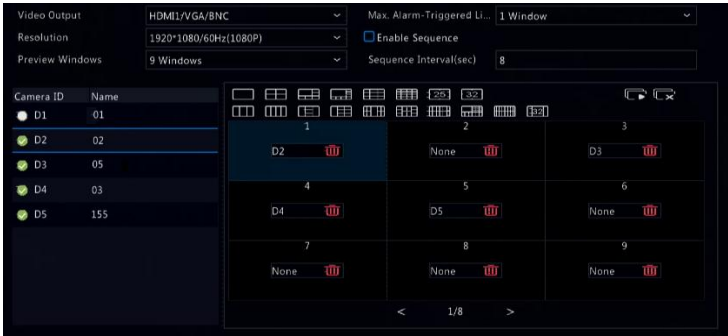 Video Output HDMI1/VGA/BNC Max. Alarm-Triggered Li... 1 Window
Resolution 1920*1080/60Hz(1080P) Enable Sequence
Preview Windows 9 Windows Sequence Interval(sec) 8
Camera ID Name
D1 01
D2 02
D3 05
D4 03
D5 155
25 32
32
1 2 3
D2 None D3
4 5 6
D4 D5 None
7 8 9
None None None
< 1/8 >